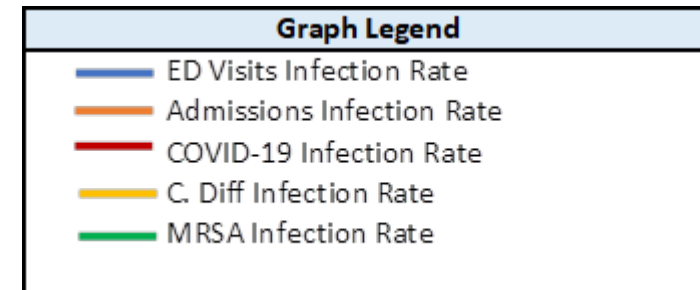 Graph Legend
ED Visits Infection Rate
Admissions Infection Rate
COVID-19 Infection Rate
C. Diff Infection Rate
MRSA Infection Rate